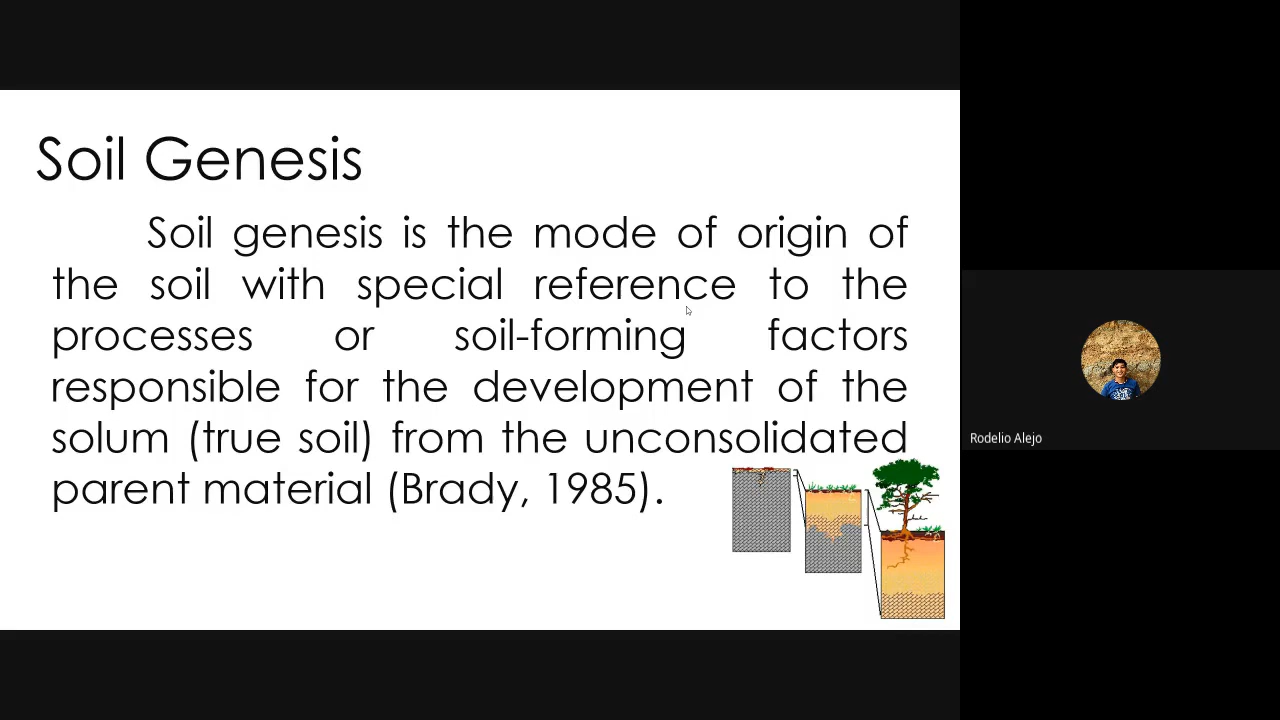 Soil Genesis
Soil genesis is the mode of origin of
the soil with special reference to the
processes or soil-forming factors
responsible for the development of the
solum (true soil) from the unconsolidated
parent material (Brady, 1985).
Rodelio Alejo